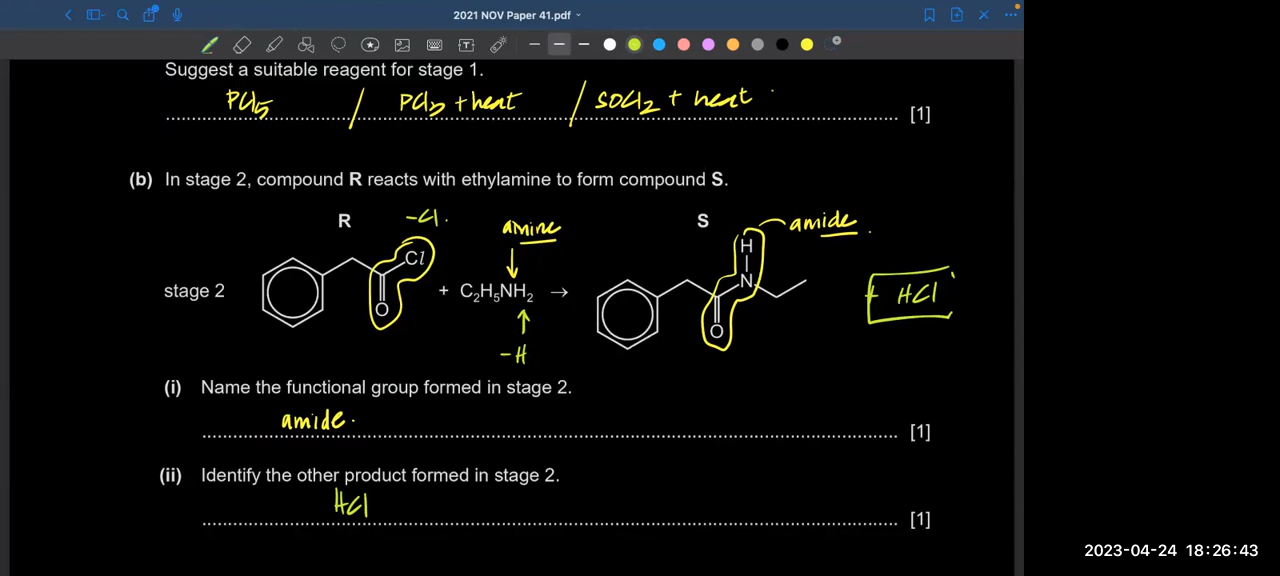 2021 NOV Paper 41.pdf
Suggest a suitable reagent for stage 1.
PCl5 / PCl3 + heat / SOCl2 + heat
[1]
(b) In stage 2, compound R reacts with ethylamine to form compound S.
R
-Cl
amine
S
amide
H
Cl
stage 2
+ C₂H₅NH₂ →
N
+ HCl
O
O
-H
(i) Name the functional group formed in stage 2.
amide.
[1]
(ii) Identify the other product formed in stage 2.
HCl
[1]
2023-04-24 18:26:43